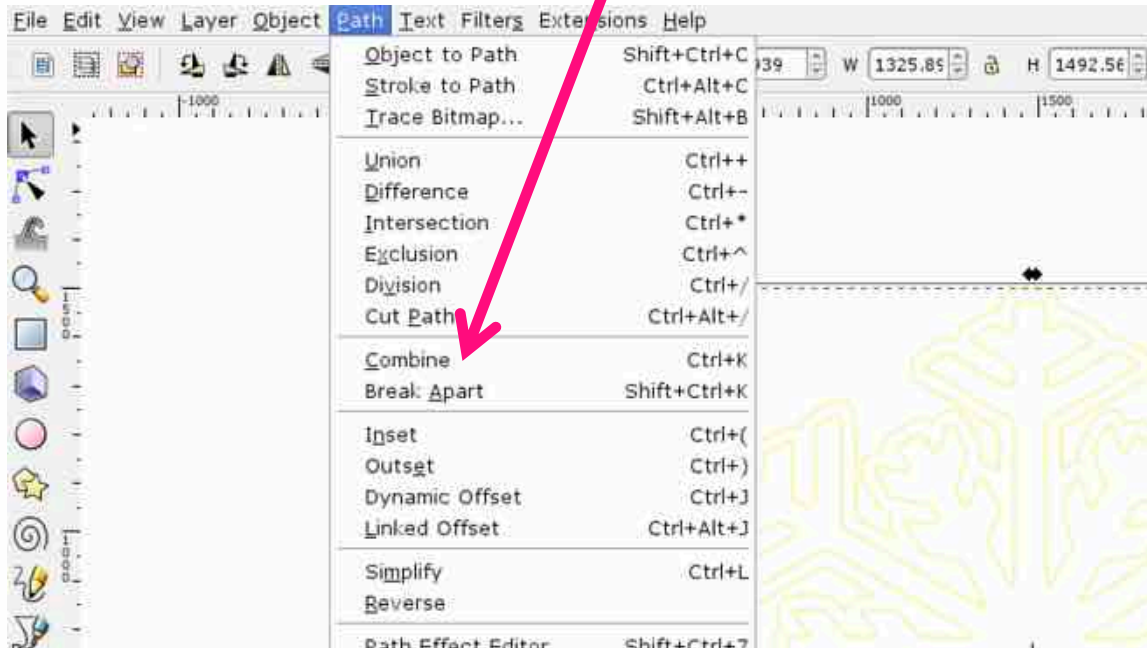 File Edit View Layer Object Path Text Filters Extensions Help
Object to Path Shift+Ctrl+C
939 W 1325.89 H 1492.56
Stroke to Path Ctrl+Alt+C
Trace Bitmap... Shift+Alt+B
-1000 1000 1500
Union Ctrl++
Difference Ctrl+-
Intersection Ctrl+*
Exclusion Ctrl+^
Division Ctrl+/
Cut Path Ctrl+Alt+/
1500
Combine Ctrl+K
Break Apart Shift+Ctrl+K
Inset Ctrl+(
Outset Ctrl+)
Dynamic Offset Ctrl+J
Linked Offset Ctrl+Alt+J
1000
Simplify Ctrl+L
Reverse
Path Effect Editor Shift+Ctrl+7